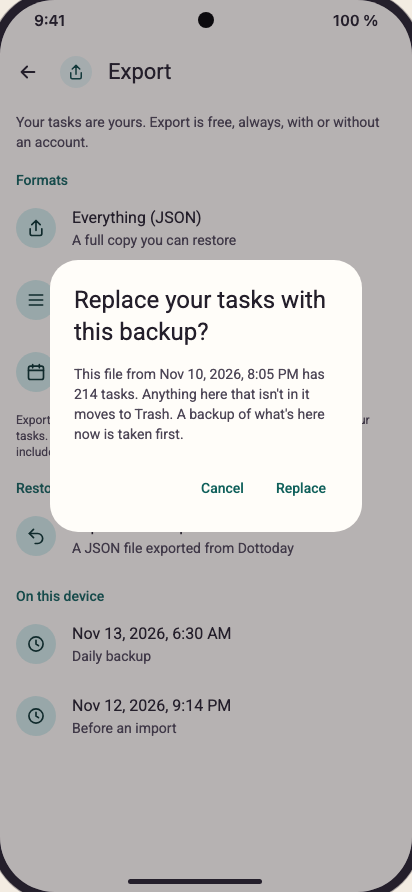 9:41
100 %
Export
Your tasks are yours. Export is free, always, with or without
an account.
Formats
Everything (JSON)
A full copy you can restore
Replace your tasks with
this backup?
This file from Nov 10, 2026, 8:05 PM has
214 tasks. Anything here that isn't in it
moves to Trash. A backup of what's here
now is taken first.
Cancel
Replace
Export
tasks.
A JSON file exported from Dottoday
On this device
Nov 13, 2026, 6:30 AM
Daily backup
Nov 12, 2026, 9:14 PM
Before an import